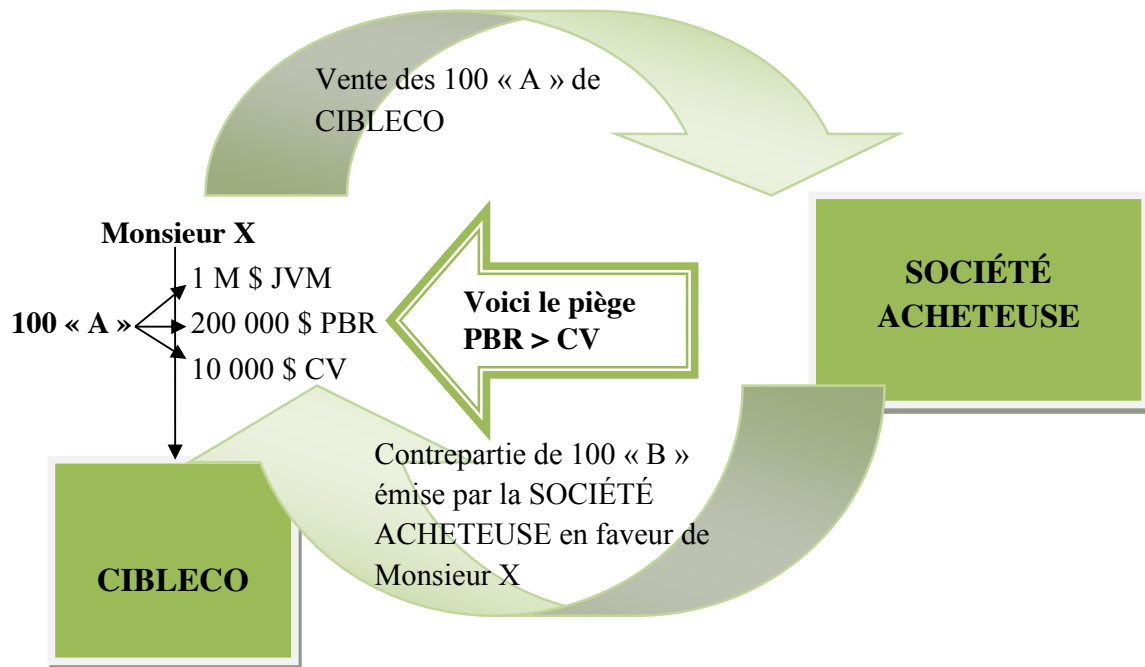 Vente des 100 « A » de
CIBLECO
Monsieur X
1 M $ JVM
100 « A »
200 000 $ PBR
10 000 $ CV
Voici le piège
PBR > CV
SOCIÉTÉ
ACHETEUSE
Contrepartie de 100 « B »
émise par la SOCIÉTÉ
ACHETEUSE en faveur de
Monsieur X
CIBLECO